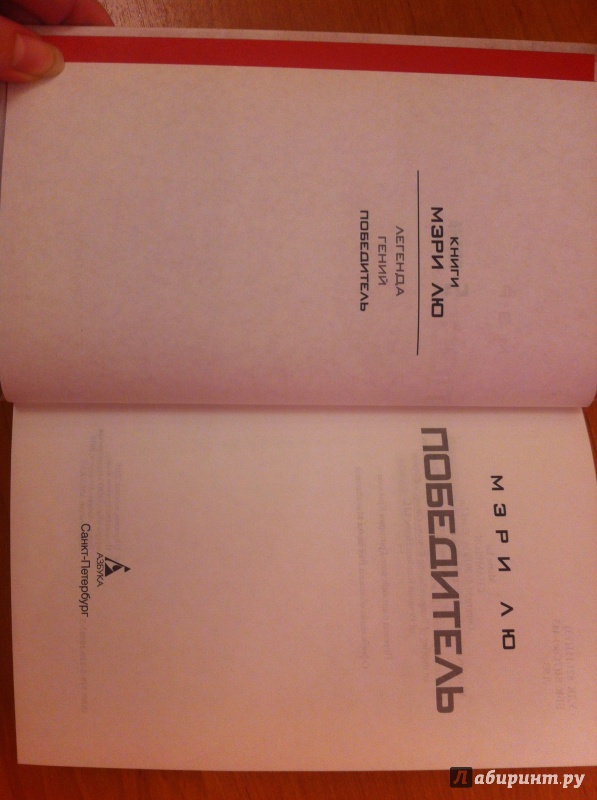 КНИГИ
МЭРИ ЛЮ
ЛЕГЕНДА
ГЕНИЙ
ПОБЕДИТЕЛЬ
МЭРИ ЛЮ
ПОБЕДИТЕЛЬ
АЗБУКА
Санкт-Петербург
Лабиринт.ру